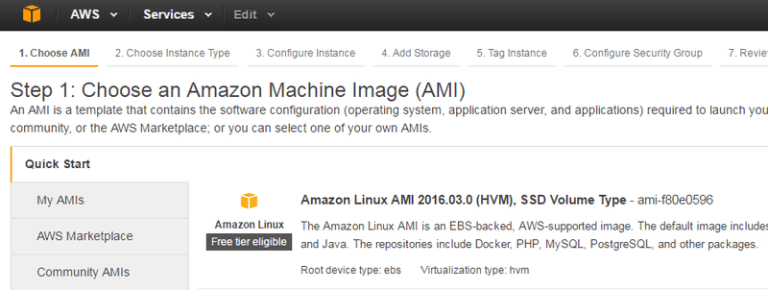 AWS Services Edit
1. Choose AMI 2. Choose Instance Type 3. Configure Instance 4. Add Storage 5. Tag Instance 6. Configure Security Group 7.
Step 1: Choose an Amazon Machine Image (AMI)
An AMI is a template that contains the software configuration (operating system, application server, and applications) required to launch
community, or the AWS Marketplace; or you can select one of your own AMIs.
Quick Start
My AMIs
AWS Marketplace
Community AMIs
Amazon Linux
Free tier eligible
Amazon Linux AMI 2016.03.0 (HVM), SSD Volume Type - ami-f80e0596
The Amazon Linux AMI is an EBS-backed, AWS-supported image. The default image includes
and Java. The repositories include Docker, PHP, MySQL, PostgreSQL, and other packages.
Root device type: ebs Virtualization type: hvm